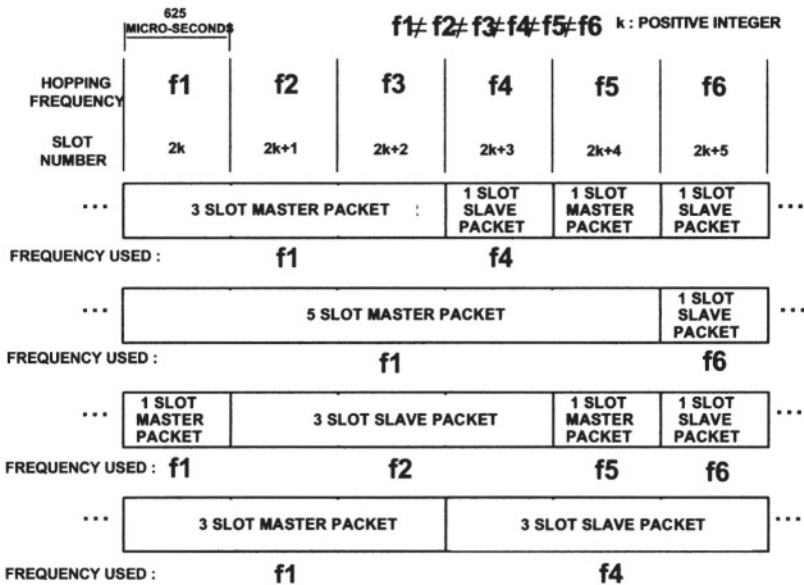 625
MICRO-SECONDS
f1≠ f2≠ f3≠f4≠f5≠f6 k : POSITIVE INTEGER
HOPPING FREQUENCY f1 f2 f3 f4 f5 f6
SLOT NUMBER 2k 2k+1 2k+2 2k+3 2k+4 2k+5
... 3 SLOT MASTER PACKET : 1 SLOT SLAVE PACKET 1 SLOT MASTER PACKET 1 SLOT SLAVE PACKET ...
FREQUENCY USED : f1 f4
... 5 SLOT MASTER PACKET 1 SLOT SLAVE PACKET ...
FREQUENCY USED : f1 f6
... 1 SLOT MASTER PACKET 3 SLOT SLAVE PACKET 1 SLOT MASTER PACKET 1 SLOT SLAVE PACKET ...
FREQUENCY USED : f1 f2 f5 f6
... 3 SLOT MASTER PACKET 3 SLOT SLAVE PACKET ...
FREQUENCY USED : f1 f4